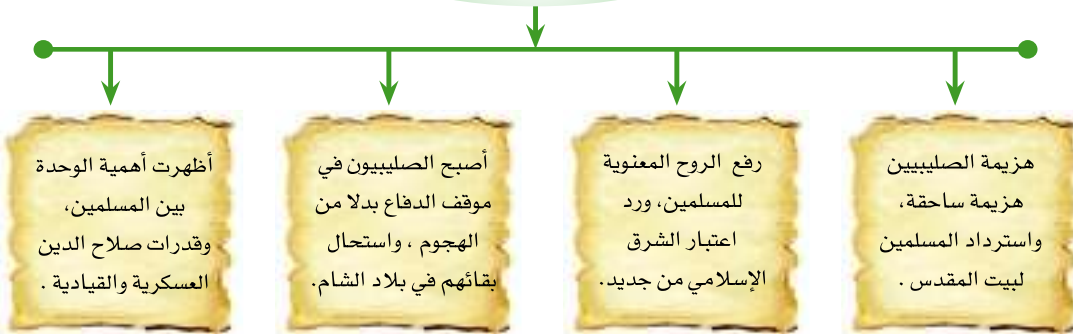 هزيمة الصليبيين
هزيمة ساحقة،
واسترداد المسلمين
لبيت المقدس .
رفع الروح المعنوية
للمسلمين، ورد
اعتبار الشرق
الإسلامي من جديد.
أصبح الصليبيون في
موقف الدفاع بدلا من
الهجوم ، واستحال
بقائهم في بلاد الشام.
أظهرت أهمية الوحدة
بين المسلمين،
وقدرات صلاح الدين
العسكرية والقيادية .